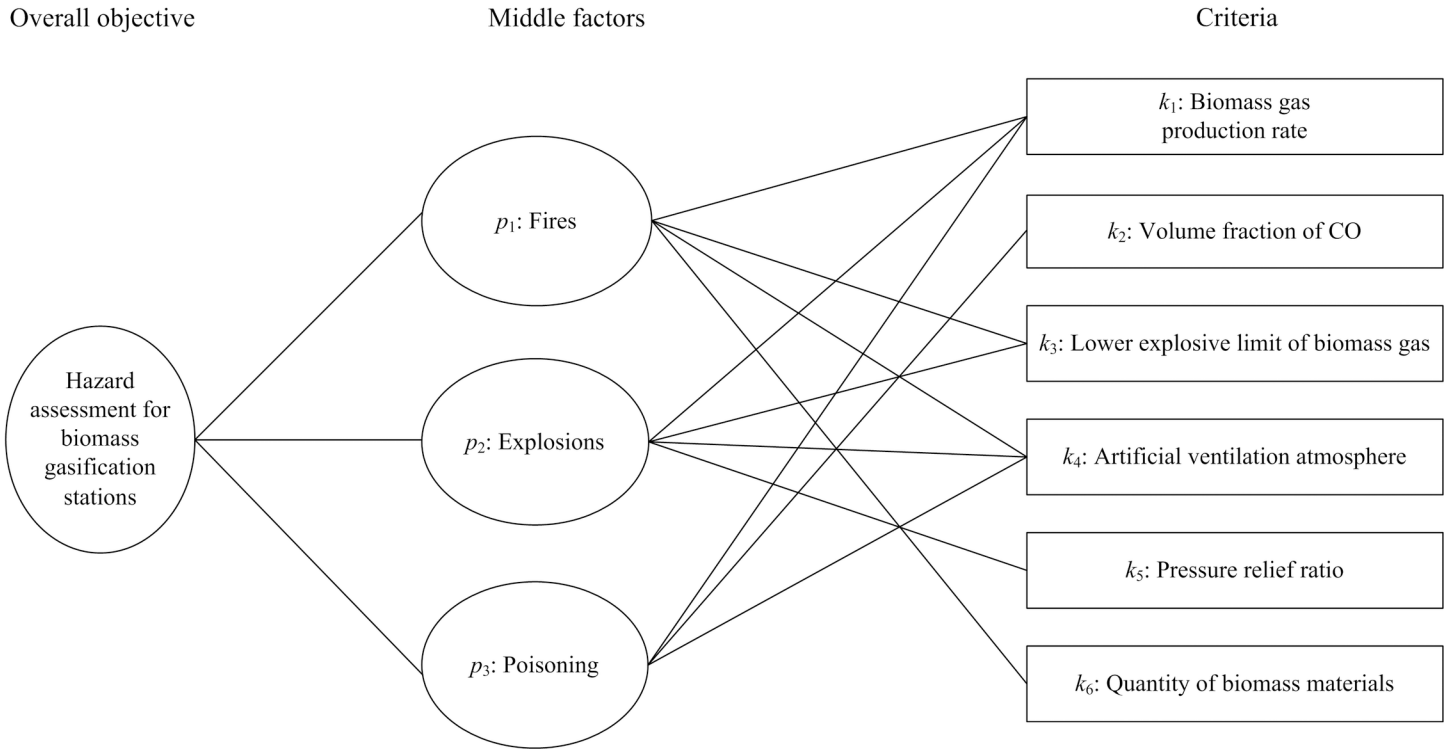 Overall objective
Middle factors
Criteria
Hazard
assessment for
biomass
gasification
stations
p₁: Fires
p₂: Explosions
p₃: Poisoning
k₁: Biomass gas
production rate
k₂: Volume fraction of CO
k₃: Lower explosive limit of biomass gas
k₄: Artificial ventilation atmosphere
k₅: Pressure relief ratio
k₆: Quantity of biomass materials